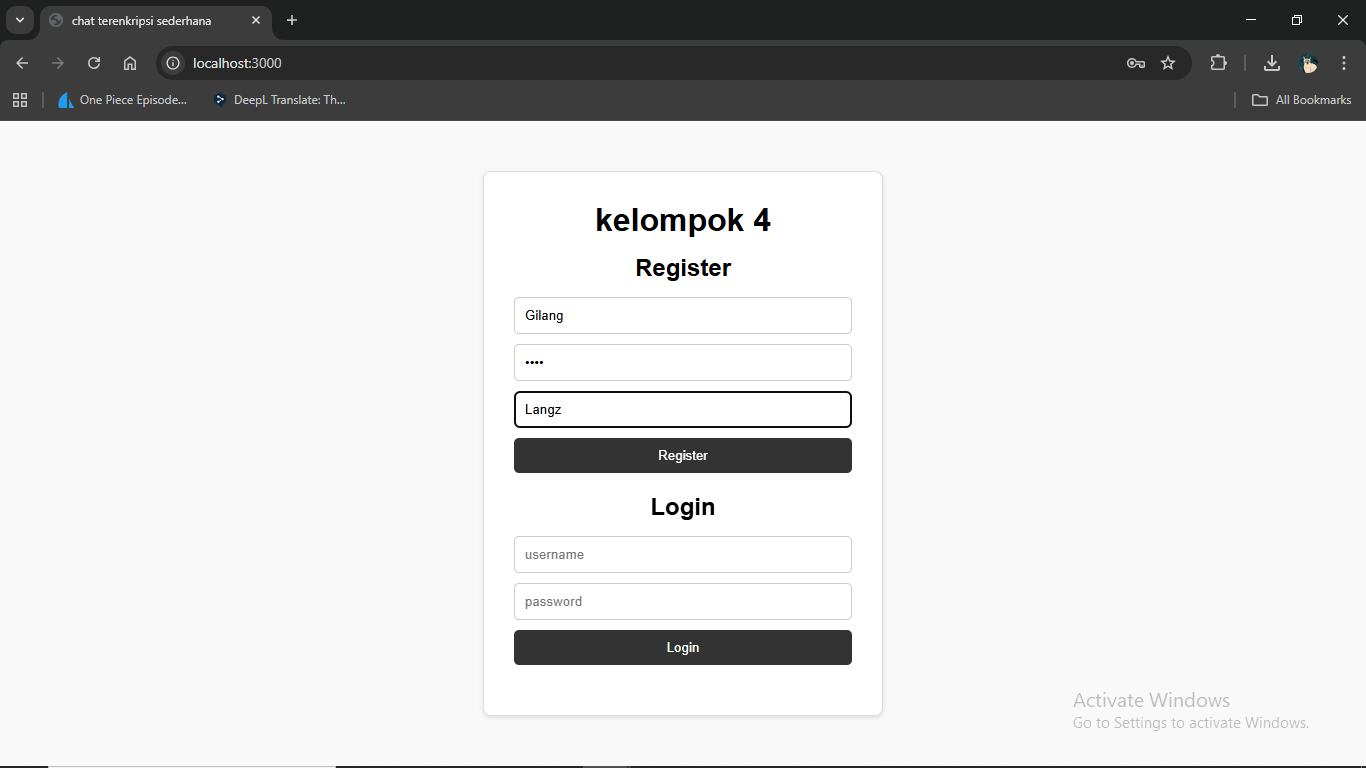 chat terenkripsi sederhana
localhost:3000
One Piece Episode...
DeepL Translate: Th...
All Bookmarks
kelompok 4
Register
Gilang
••••
Langz
Register
Login
username
password
Login
Activate Windows
Go to Settings to activate Windows.